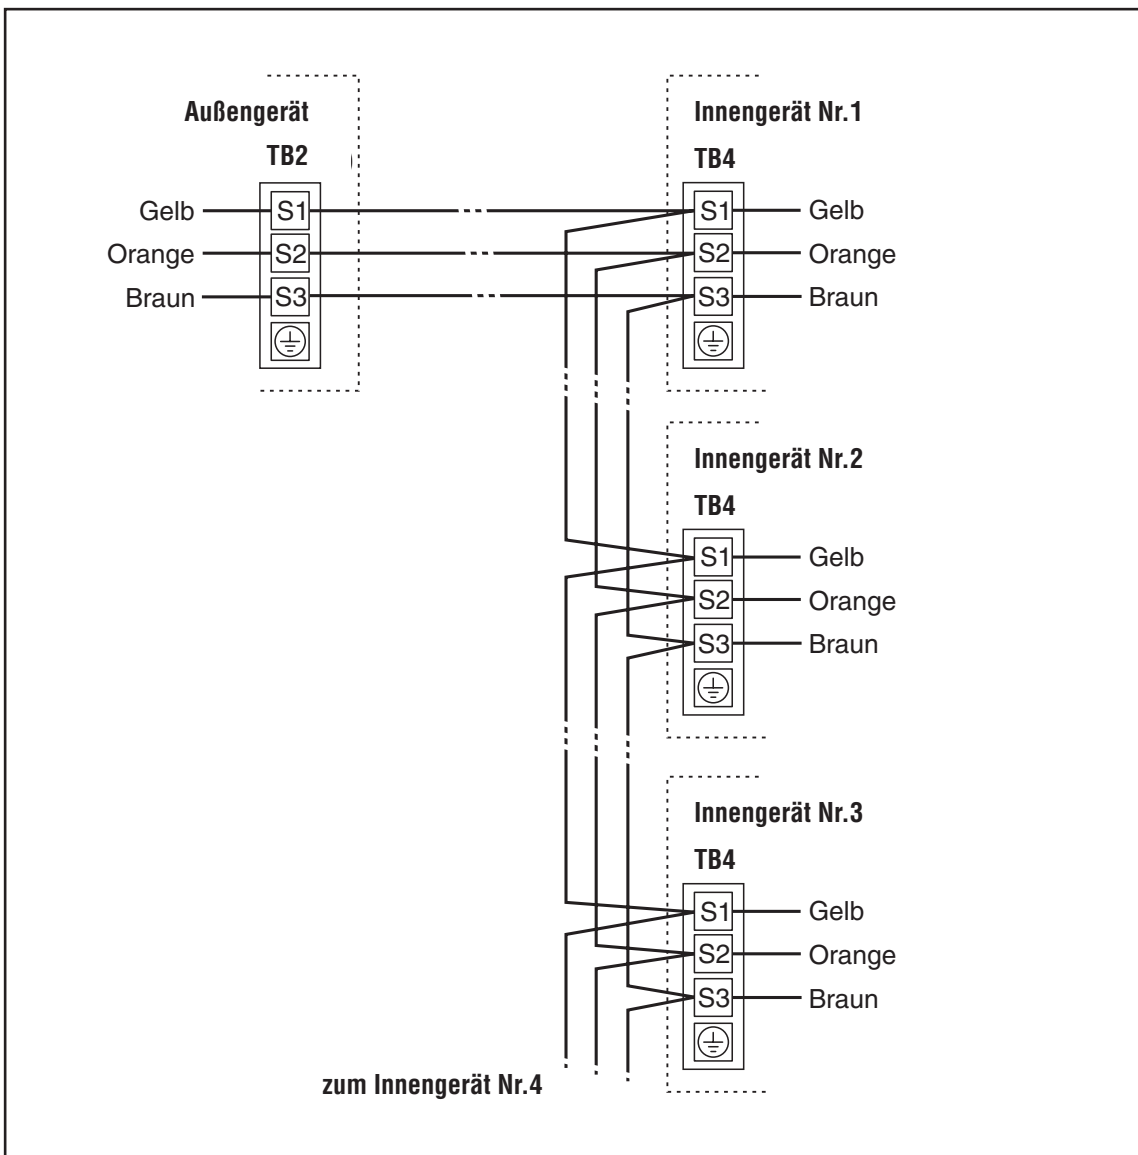 Außengerät
TB2
Gelb S1
Orange S2
Braun S3
Innengerät Nr.1
TB4
S1 Gelb
S2 Orange
S3 Braun
Innengerät Nr.2
TB4
S1 Gelb
S2 Orange
S3 Braun
Innengerät Nr.3
TB4
S1 Gelb
S2 Orange
S3 Braun
zum Innengerät Nr.4